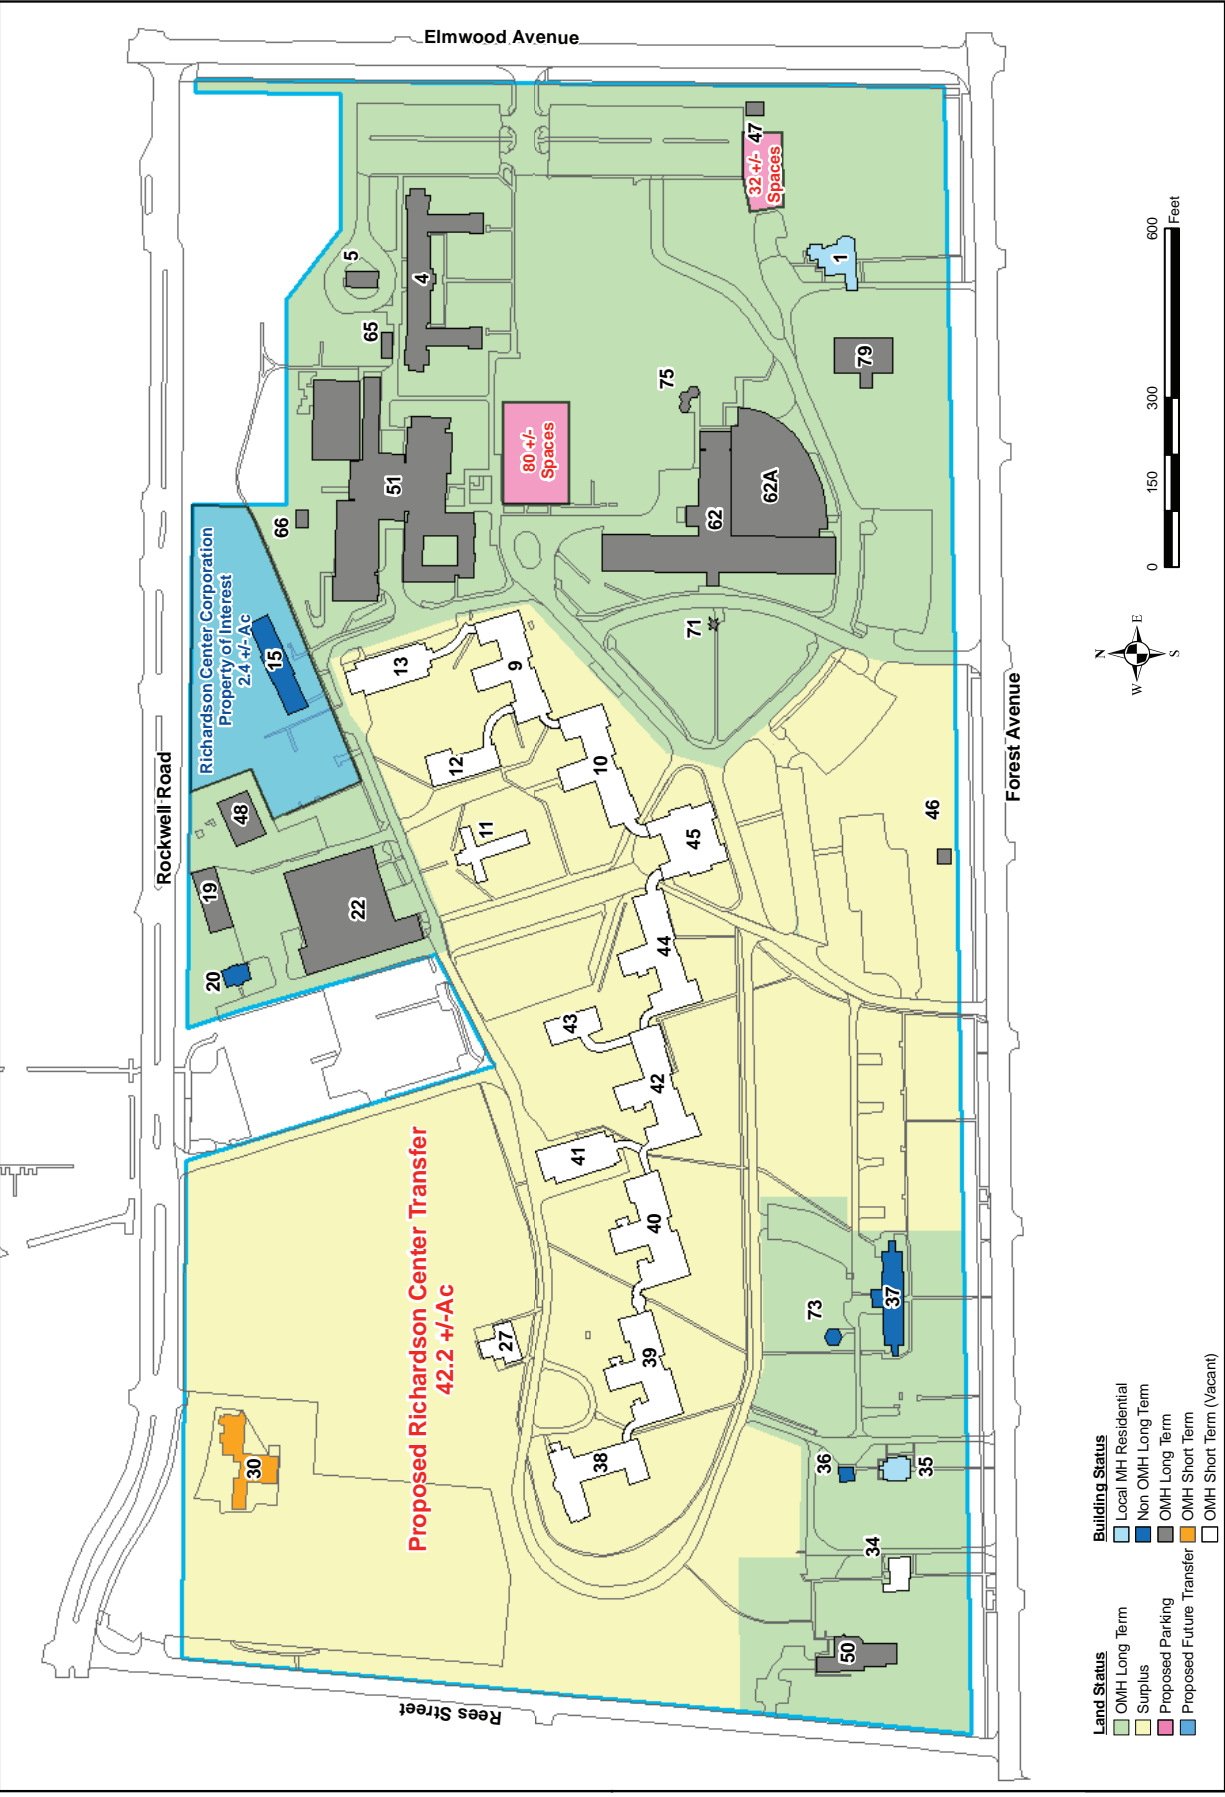 Elmwood Avenue
Rockwell Road
Forest Avenue
Rees Street
Richardson Center Corporation
Property of Interest
2.4 +/- Ac
Proposed Richardson Center Transfer
42.2 +/-Ac
80 +/-
Spaces
32 +/-
Spaces
47
5
4
65
1
79
75
51
66
62
62A
71
15
13
9
12
10
11
48
19
22
20
45
46
44
43
42
41
40
39
38
27
30
73
37
36
35
34
50
N
W
E
S
0
150
300
600
Feet
Land Status
OMH Long Term
Surplus
Proposed Parking
Proposed Future Transfer
Building Status
Local MH Residential
Non OMH Long Term
OMH Long Term
OMH Short Term
OMH Short Term (Vacant)